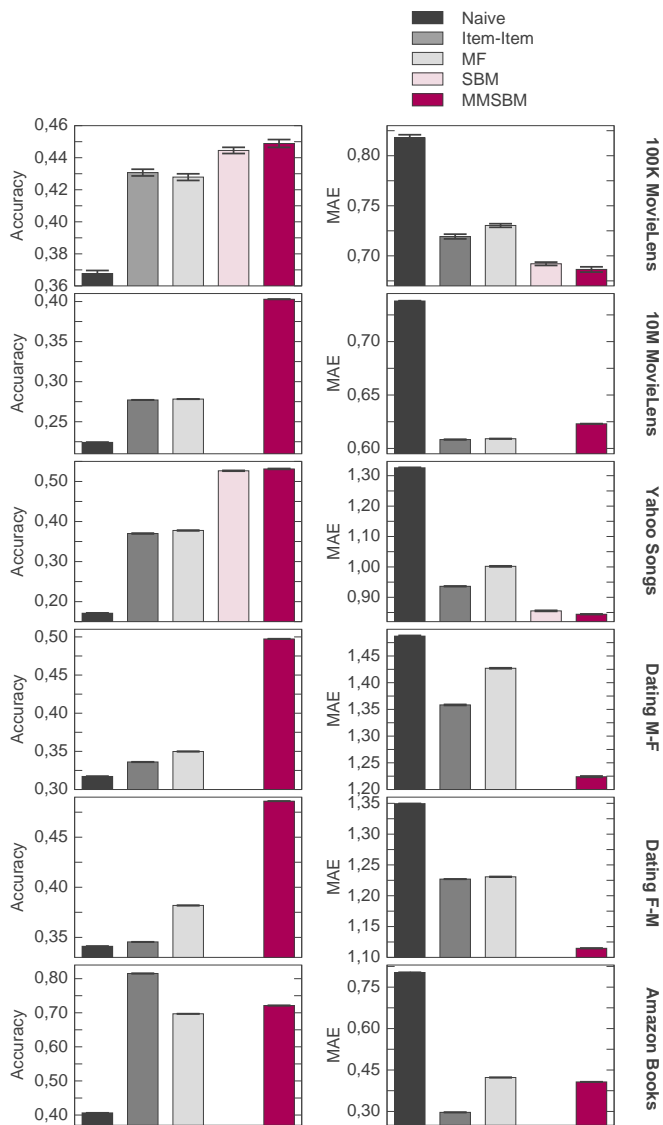 Naive
Item-Item
MF
SBM
MMSBM
0,46
0,44
0,42
0,40
0,38
0,36
Accuracy
0,80
0,75
0,70
MAE
100K MovieLens
0,40
0,35
0,30
0,25
Accuaracy
0,70
0,65
0,60
MAE
10M MovieLens
0,50
0,40
0,30
0,20
Accuracy
1,30
1,20
1,10
1,00
0,90
MAE
Yahoo Songs
0,50
0,45
0,40
0,35
0,30
Accuracy
1,45
1,40
1,35
1,30
1,25
1,20
MAE
Dating M-F
0,45
0,40
0,35
Accuracy
1,35
1,30
1,25
1,20
1,15
1,10
MAE
Dating F-M
0,80
0,70
0,60
0,50
0,40
Accuracy
0,75
0,60
0,45
0,30
MAE
Amazon Books